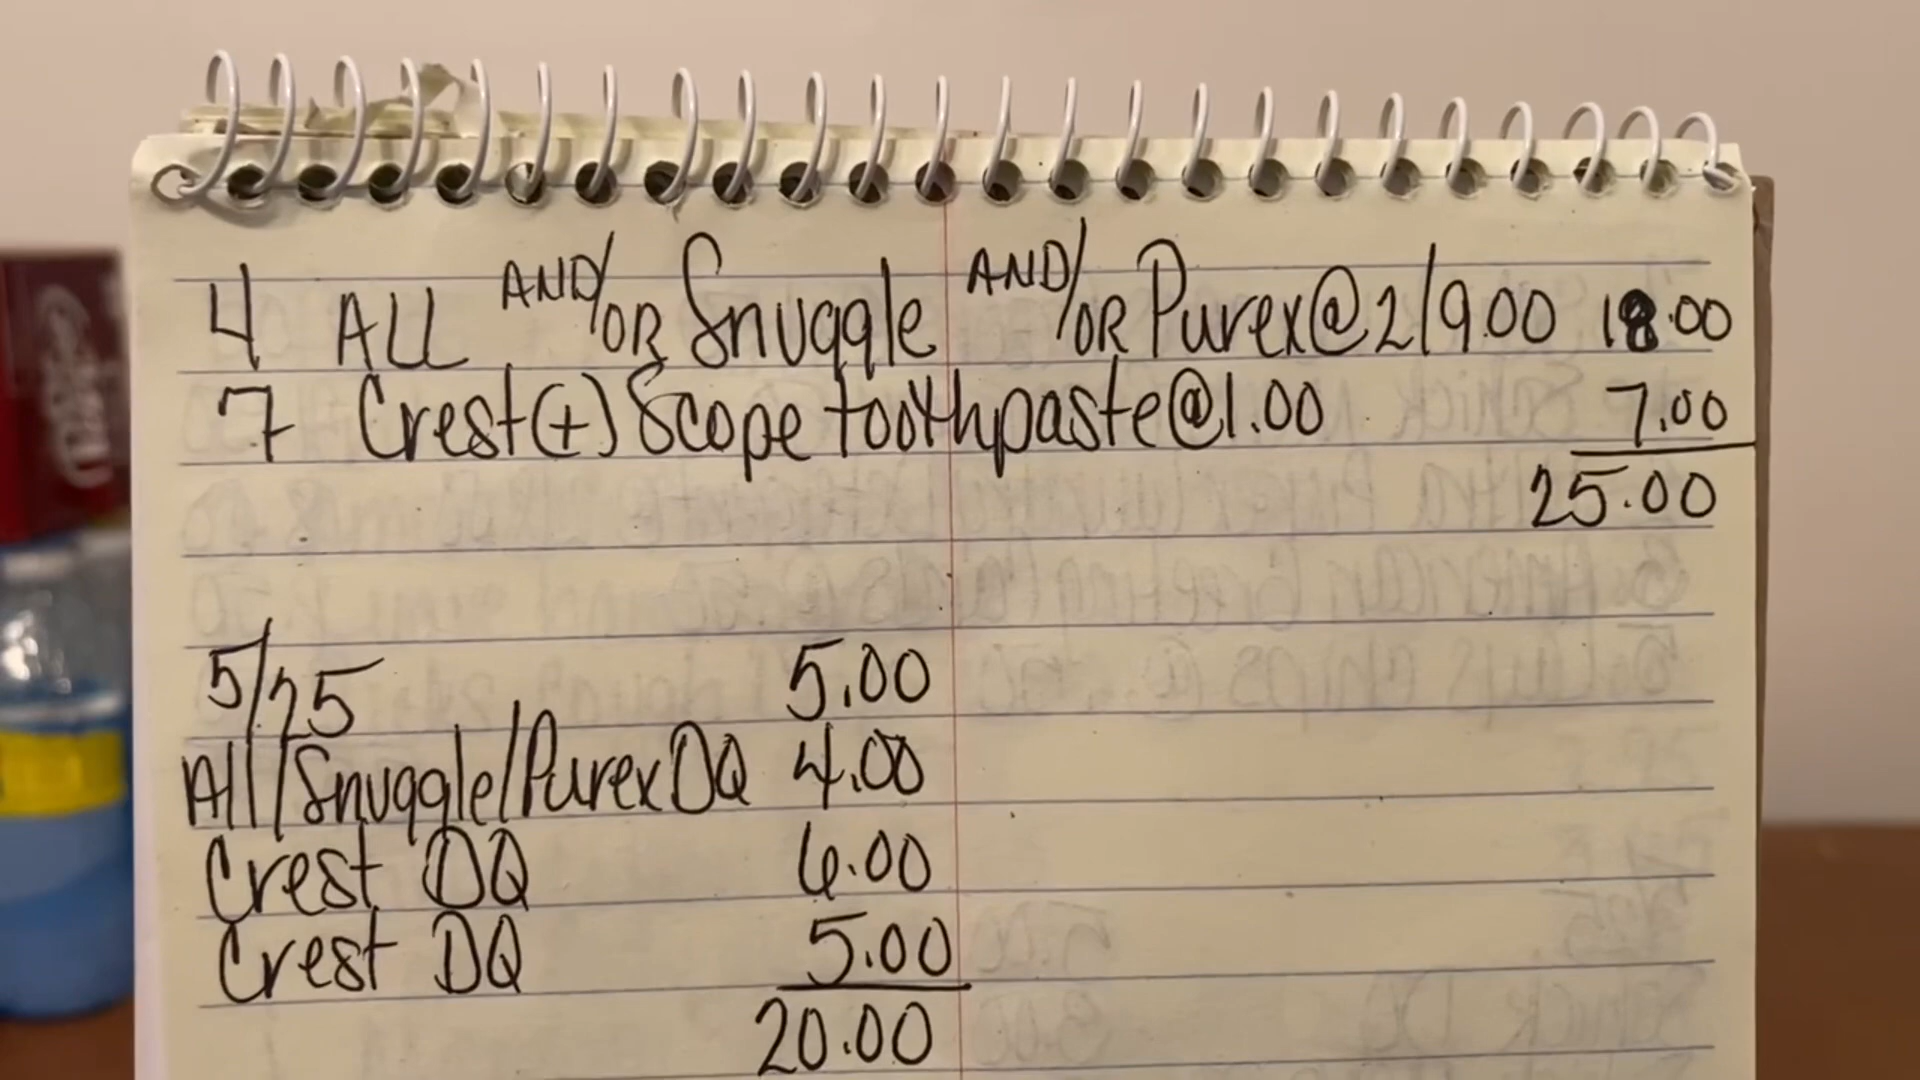 4 ALL AND/OR Snuggle AND/OR Purex @ 2/9.00 18.00
7 Crest (+) Scope toothpaste @ 1.00 7.00
25.00
5/25 5.00
All/Snuggle/Purex DQ 4.00
Crest DQ 6.00
Crest DQ 5.00
20.00